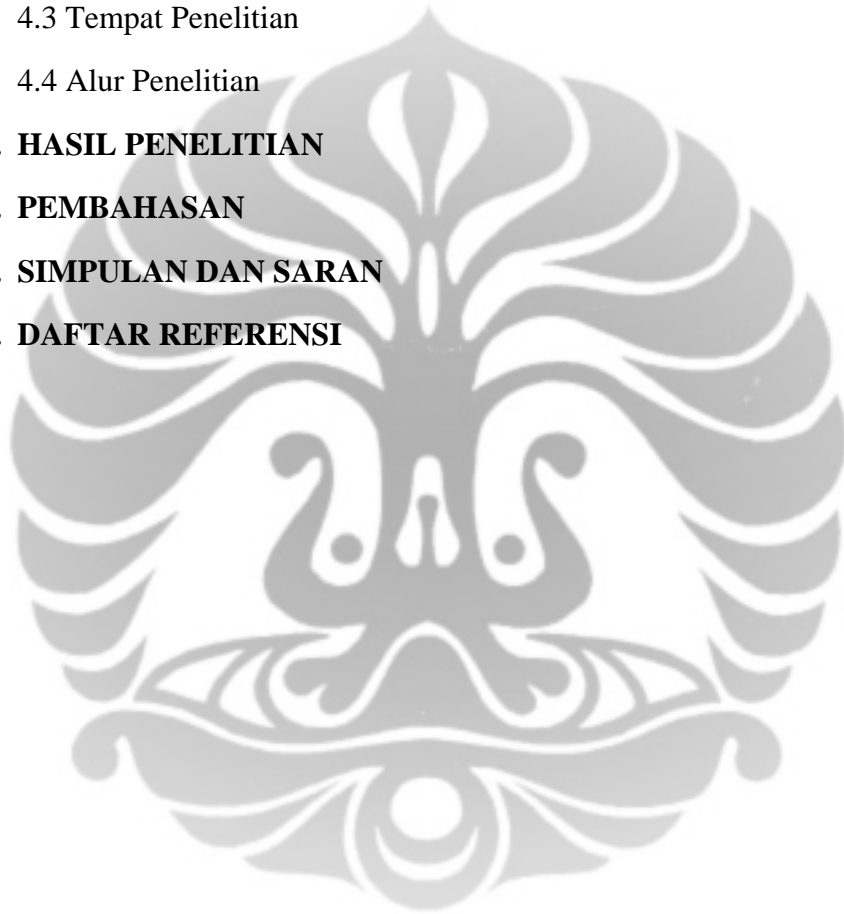 4.3 Tempat Penelitian
4.4 Alur Penelitian
. HASIL PENELITIAN
. PEMBAHASAN
. SIMPULAN DAN SARAN
. DAFTAR REFERENSI